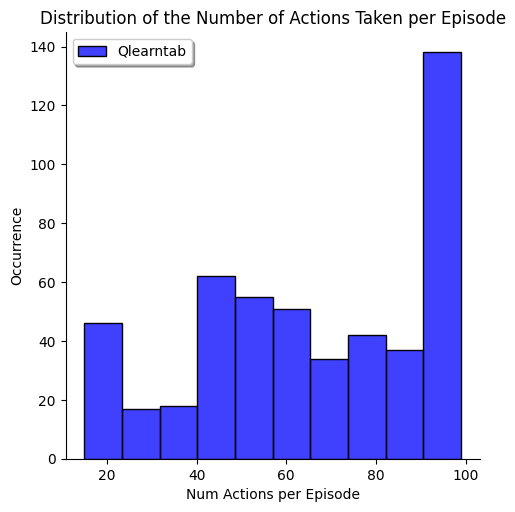 Distribution of the Number of Actions Taken per Episode
Qlearntab
140
120
100
80
60
40
20
0
Occurrence
20 40 60 80 100
Num Actions per Episode